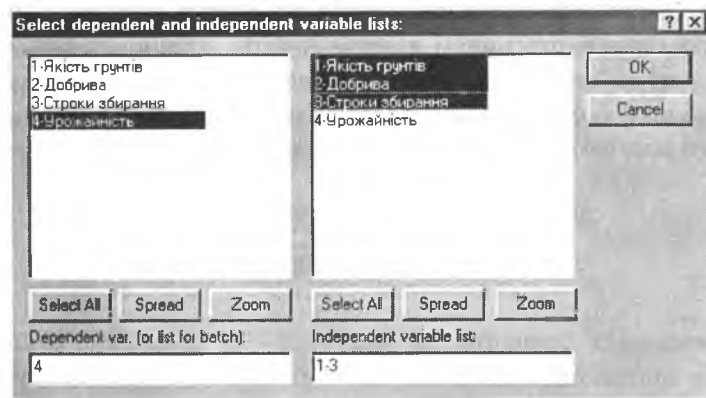 Select dependent and independent variable lists:
? ×
1-Якість грунтів
2-Добрива
3-Строки збирання
4-Урожайність
1-Якість грунтів
2-Добрива
3-Строки збирання
4-Урожайність
OK
Cancel
Select All
Spread
Zoom
Select All
Spread
Zoom
Dependent var. (or list for batch):
Independent variable list:
4
1-3